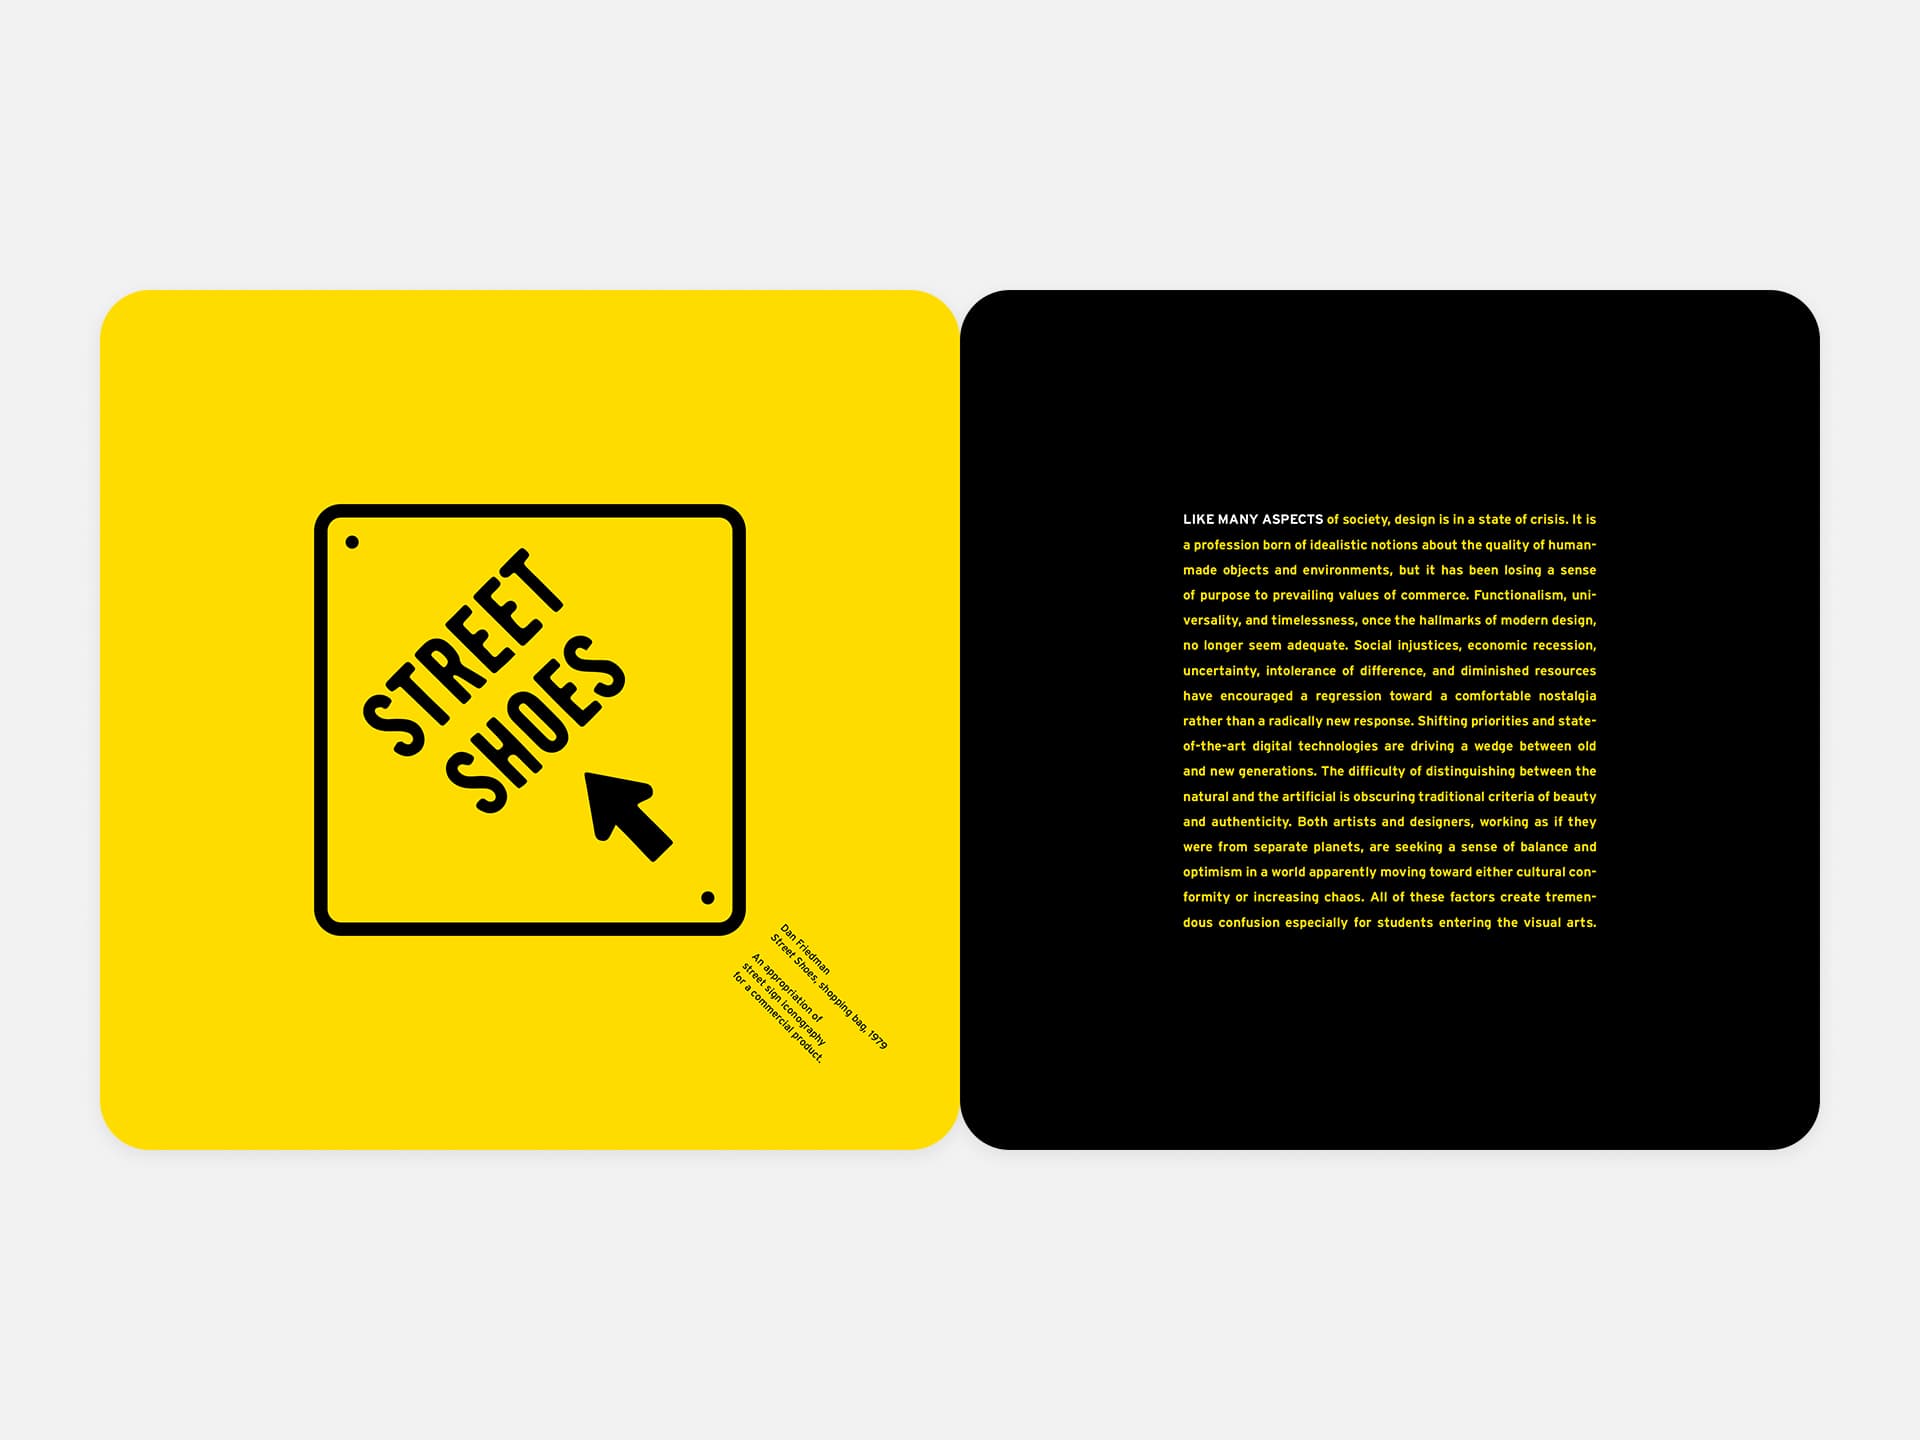 STREET
SHOES
Dan Friedman
Street Shoes, shopping bag, 1979
An appropriation of
street sign iconography
for a commercial product.
LIKE MANY ASPECTS of society, design is in a state of crisis. It is
a profession born of idealistic notions about the quality of human-
made objects and environments, but it has been losing a sense
of purpose to prevailing values of commerce. Functionalism, uni-
versality, and timelessness, once the hallmarks of modern design,
no longer seem adequate. Social injustices, economic recession,
uncertainty, intolerance of difference, and diminished resources
have encouraged a regression toward a comfortable nostalgia
rather than a radically new response. Shifting priorities and state-
of-the-art digital technologies are driving a wedge between old
and new generations. The difficulty of distinguishing between the
natural and the artificial is obscuring traditional criteria of beauty
and authenticity. Both artists and designers, working as if they
were from separate planets, are seeking a sense of balance and
optimism in a world apparently moving toward either cultural con-
formity or increasing chaos. All of these factors create tremen-
dous confusion especially for students entering the visual arts.